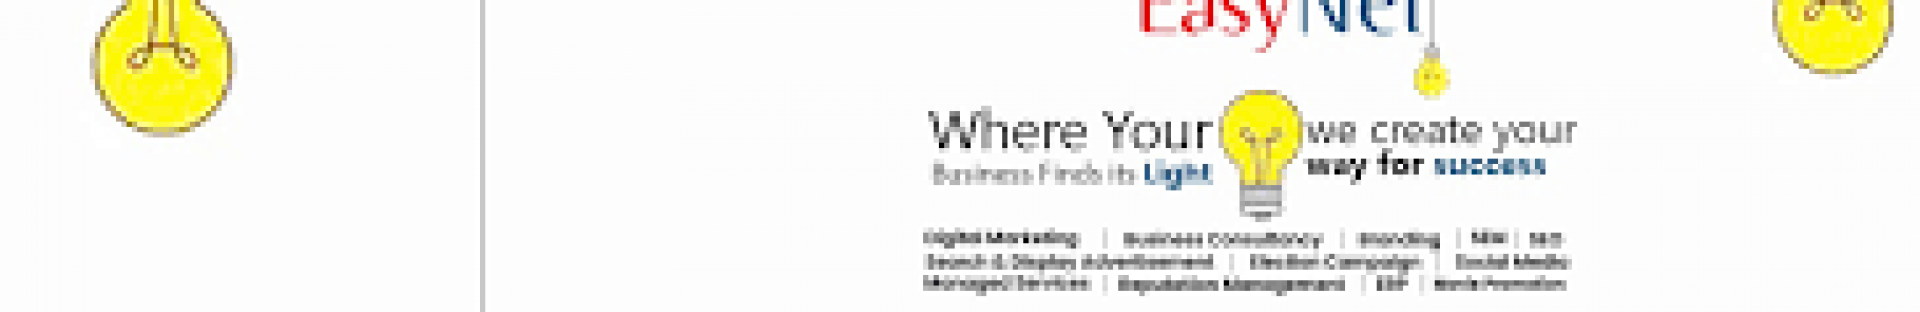 EasyNet
Where Your we create your
Business Finds its Light way for success
Digital Marketing | Business Consultancy | Branding | SEM | SEO
Search & Display Advertisement | Election Campaign | Social Media
Managed Services | Reputation Management | ERP | Movie Promotion